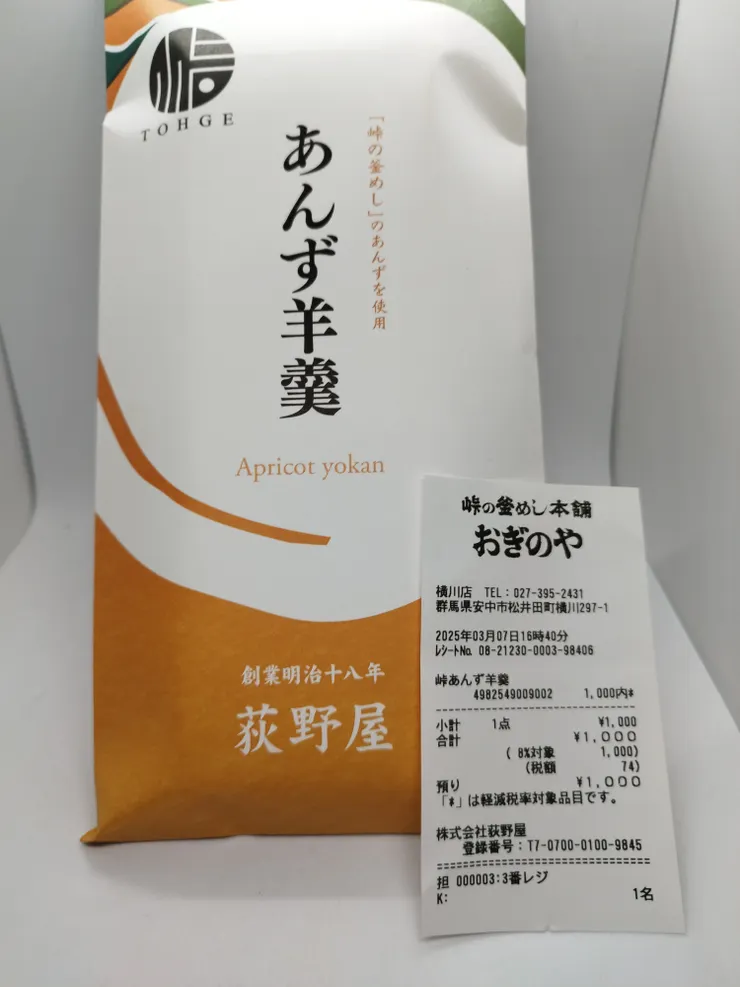 峠
TOHGE
「峠の釜めし」のあんずを使用
あんず羊羹
Apricot yokan
創業明治十八年
荻野屋
峠の釜めし本舗
おぎのや
横川店 TEL:027-395-2431
群馬県安中市松井田町横川297-1
2025年03月07日16時40分
ﾚｼｰﾄNo. 08-21230-0003-98406
峠あんず羊羹
4982549009002 1,000内*
小計 1点 ¥1,000
合計 ¥1,000
( 8%対象 1,000)
(税額 74)
預り ¥1,000
「*」は軽減税率対象品目です。
株式会社荻野屋
登録番号:T7-0700-0100-9845
担 000003:3番レジ
K: 1名